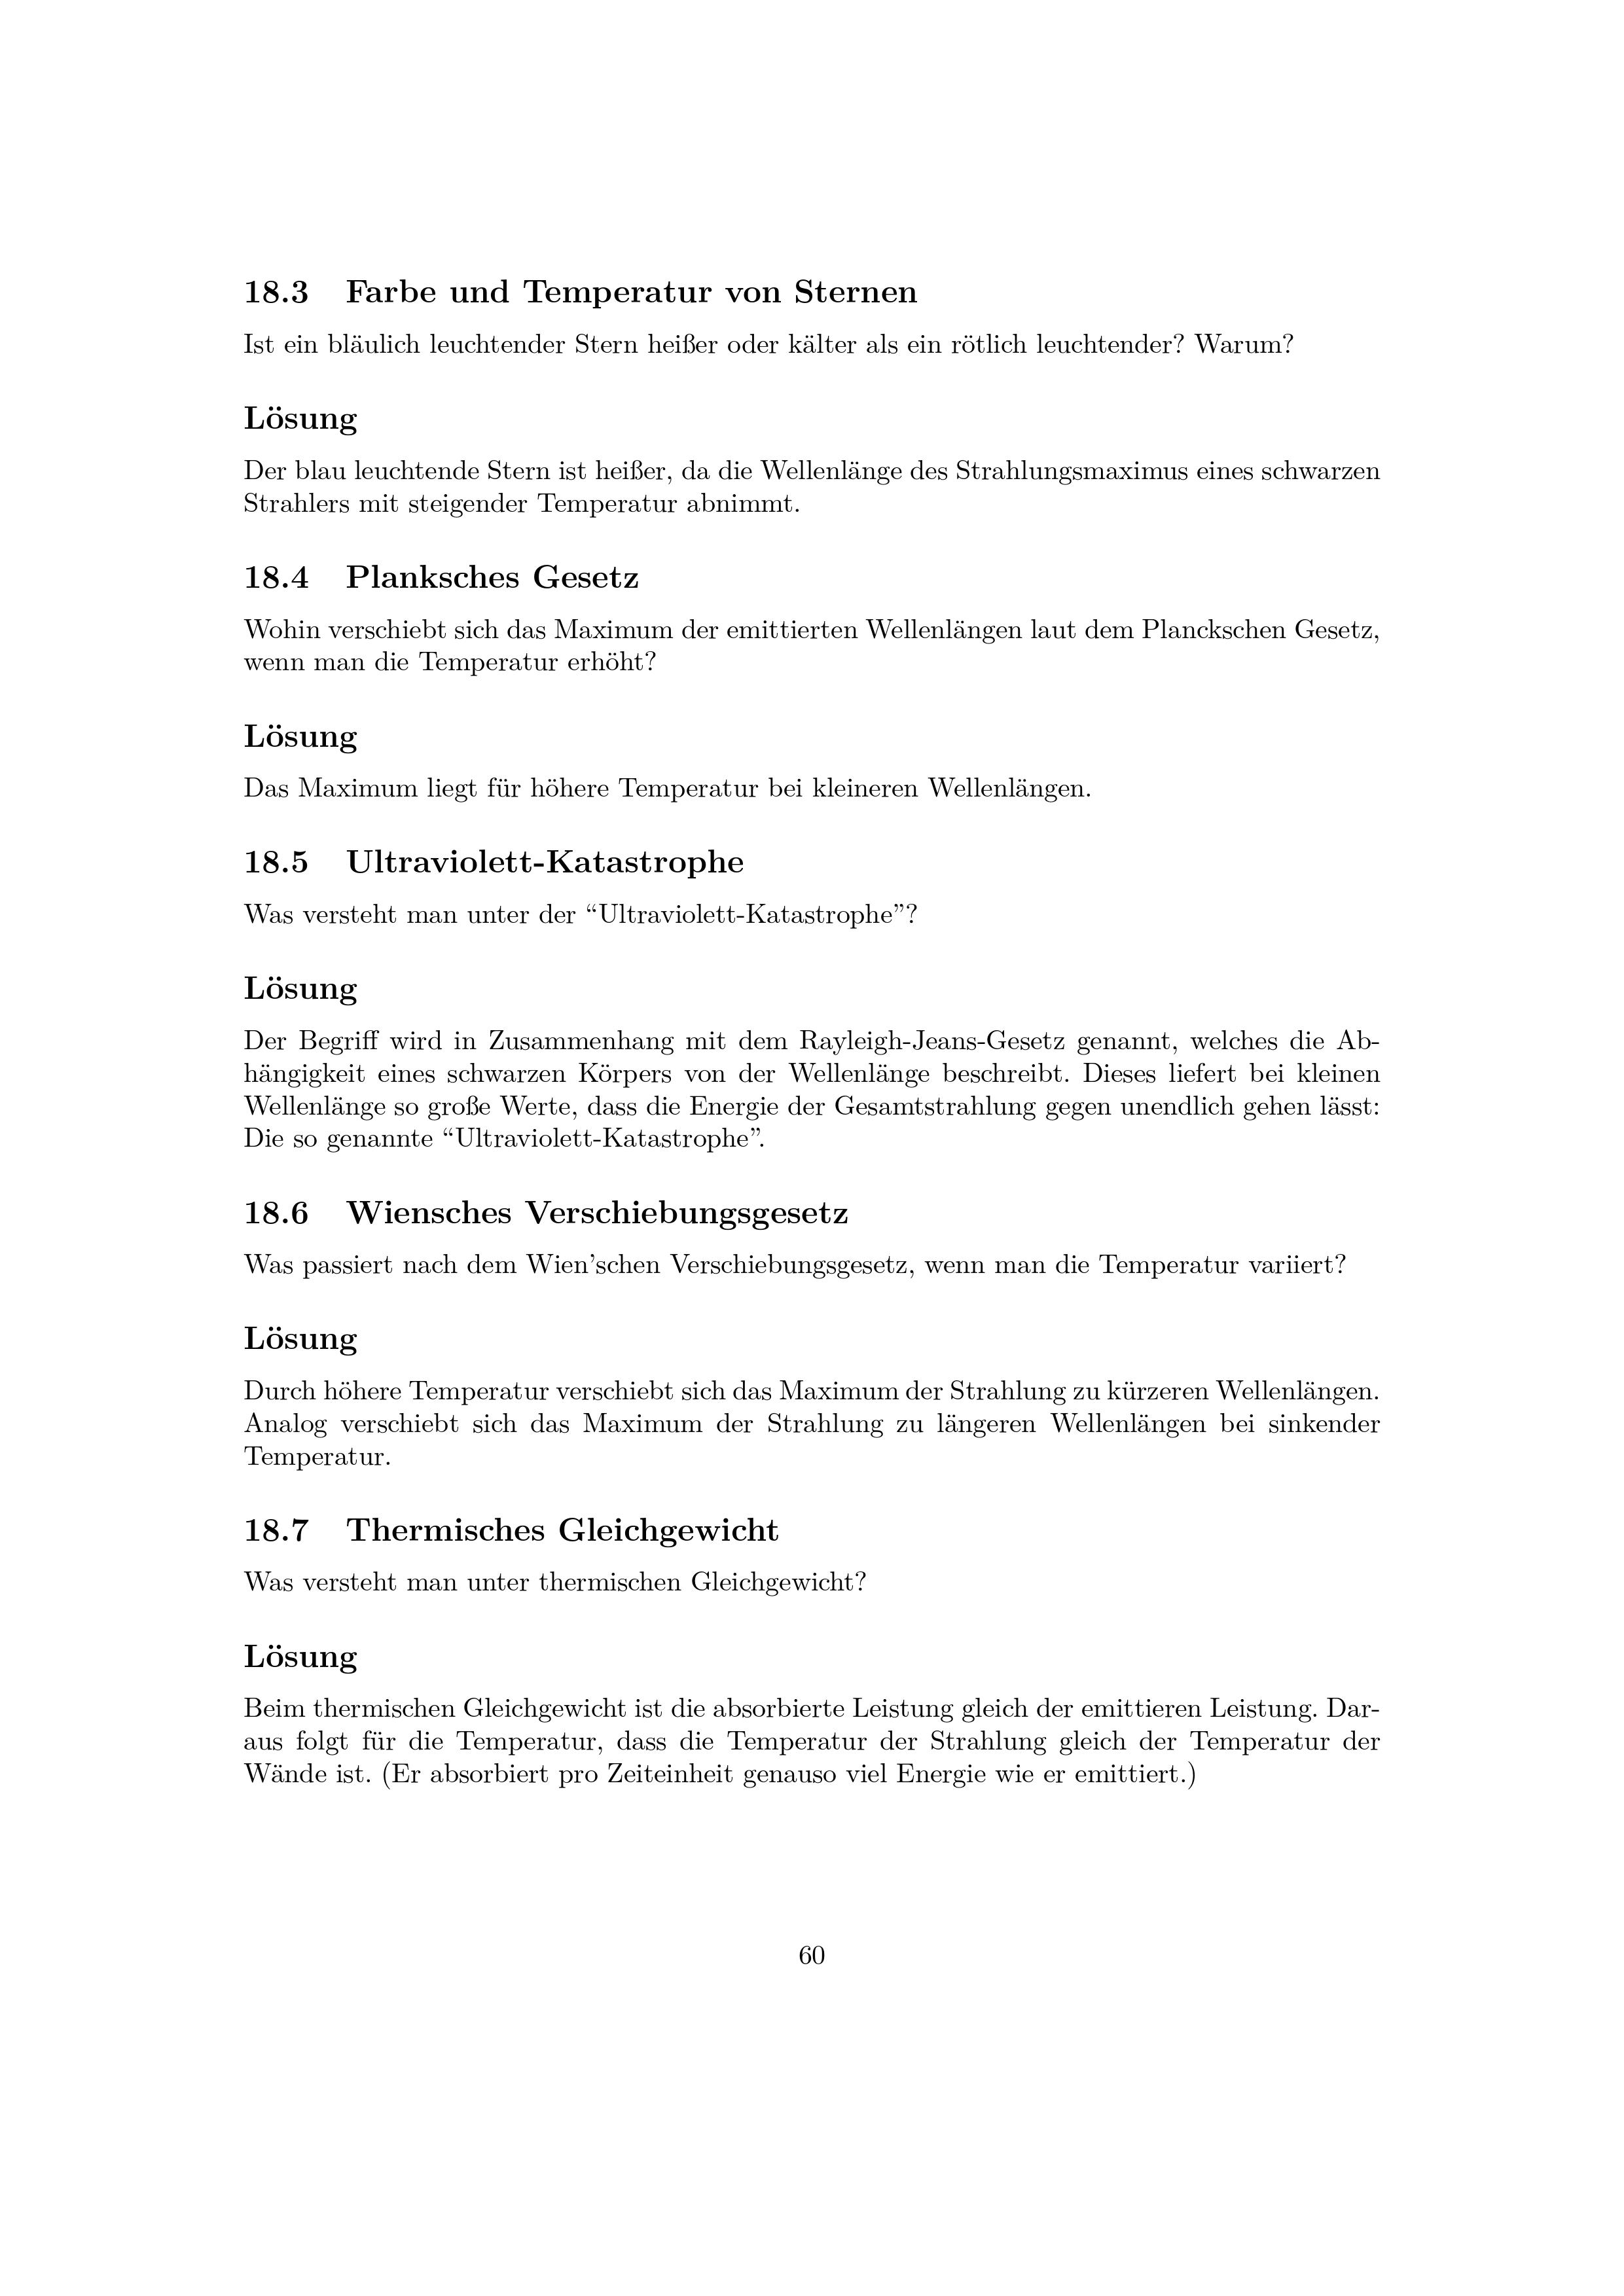 18.3 Farbe und Temperatur von Sternen
Ist ein bläulich leuchtender Stern heißer oder kälter als ein rötlich leuchtender? Warum?
Lösung
Der blau leuchtende Stern ist heißer, da die Wellenlänge des Strahlungsmaximus eines schwarzen
Strahlers mit steigender Temperatur abnimmt.
18.4 Planksches Gesetz
Wohin verschiebt sich das Maximum der emittierten Wellenlängen laut dem Planckschen Gesetz,
wenn man die Temperatur erhöht?
Lösung
Das Maximum liegt für höhere Temperatur bei kleineren Wellenlängen.
18.5 Ultraviolett-Katastrophe
Was versteht man unter der “Ultraviolett-Katastrophe”?
Lösung
Der Begriff wird in Zusammenhang mit dem Rayleigh-Jeans-Gesetz genannt, welches die Ab-
hängigkeit eines schwarzen Körpers von der Wellenlänge beschreibt. Dieses liefert bei kleinen
Wellenlänge so große Werte, dass die Energie der Gesamtstrahlung gegen unendlich gehen lässt:
Die so genannte “Ultraviolett-Katastrophe”.
18.6 Wiensches Verschiebungsgesetz
Was passiert nach dem Wien’schen Verschiebungsgesetz, wenn man die Temperatur variiert?
Lösung
Durch höhere Temperatur verschiebt sich das Maximum der Strahlung zu kürzeren Wellenlängen.
Analog verschiebt sich das Maximum der Strahlung zu längeren Wellenlängen bei sinkender
Temperatur.
18.7 Thermisches Gleichgewicht
Was versteht man unter thermischen Gleichgewicht?
Lösung
Beim thermischen Gleichgewicht ist die absorbierte Leistung gleich der emittieren Leistung. Dar-
aus folgt für die Temperatur, dass die Temperatur der Strahlung gleich der Temperatur der
Wände ist. (Er absorbiert pro Zeiteinheit genauso viel Energie wie er emittiert.)
60